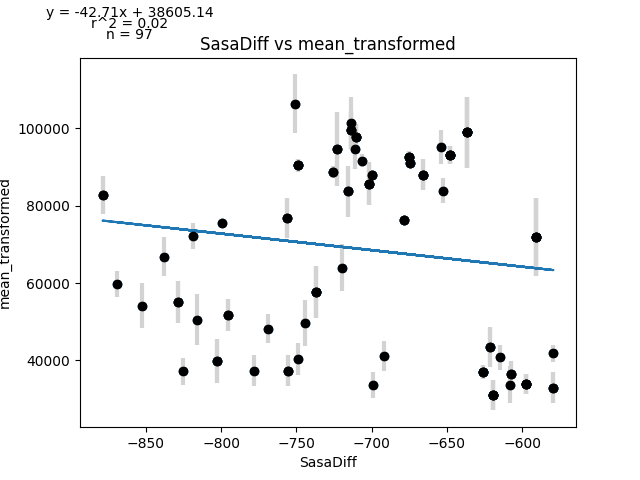 y = -42.71x + 38605.14
r^2 = 0.02
n = 97
SasaDiff vs mean_transformed
mean_transformed
100000
80000
60000
40000
−850
−800
−750
−700
−650
−600
SasaDiff